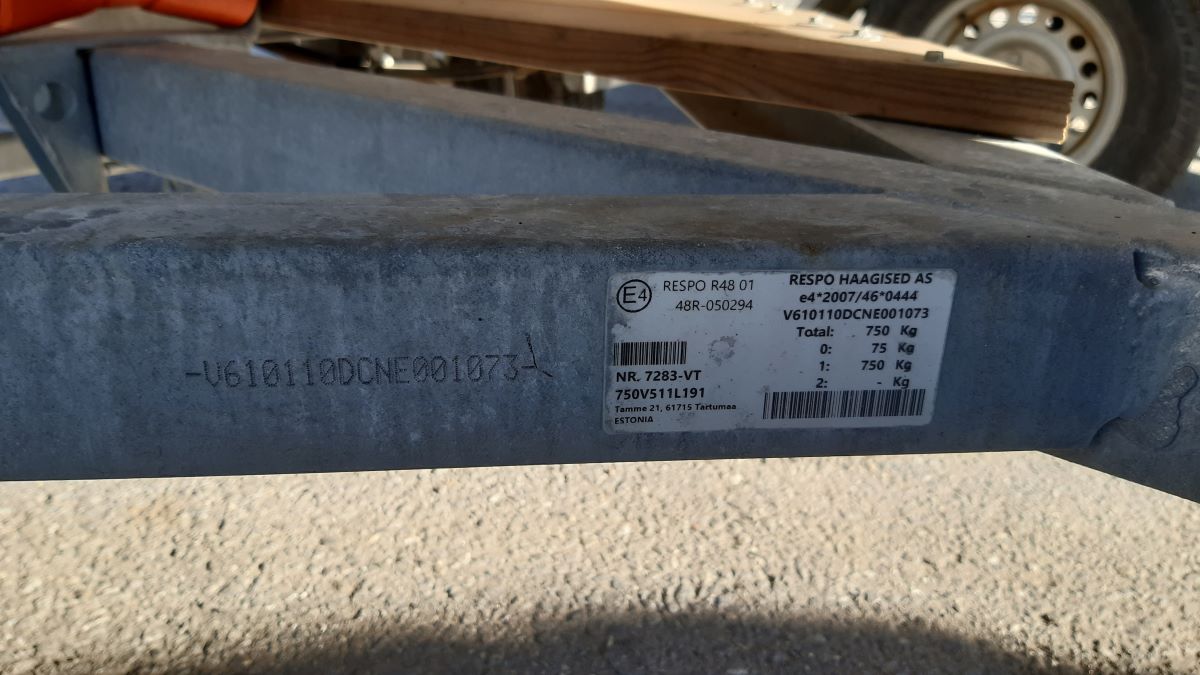 -V610110DCNE001073-
E4
RESPO R48 01
48R-050294
NR. 7283-VT
750V511L191
Tamme 21, 61715 Tartumaa
ESTONIA
RESPO HAAGISED AS
e4*2007/46*0444
V610110DCNE001073
Total: 750 Kg
0: 75 Kg
1: 750 Kg
2: - Kg